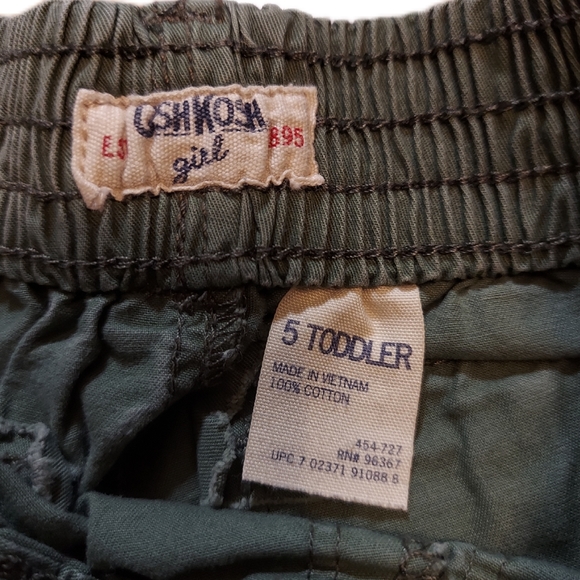 OSHKOSH
girl
895
5 TODDLER
MADE IN VIETNAM
100% COTTON
454-727
RN# 96367
UPC 7 02371 91088 8